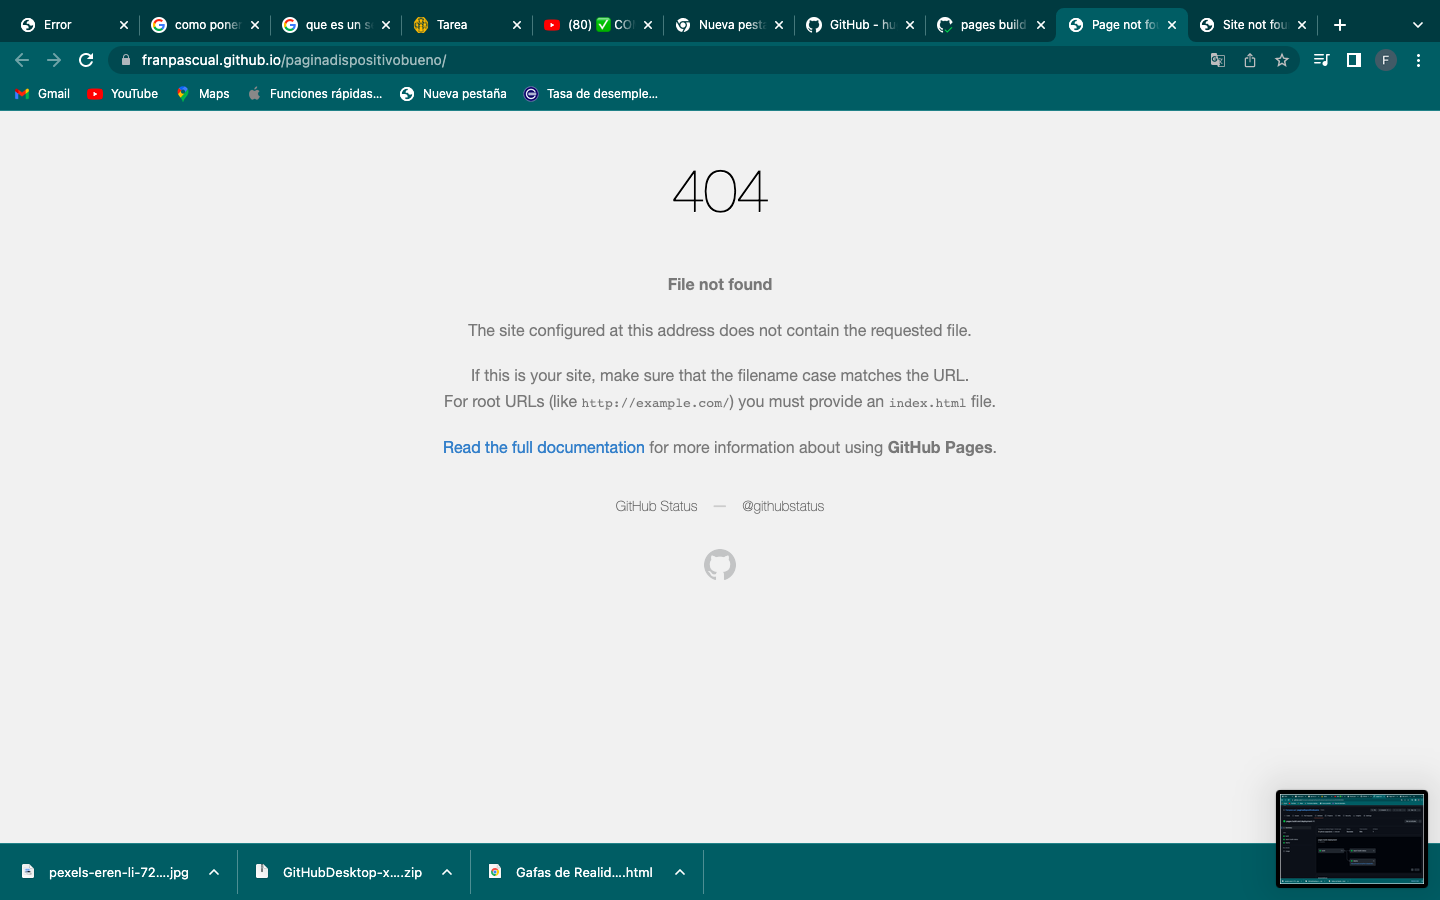 Error
como poner
que es un s
Tarea
(80) ✅ CO
Nueva pest
GitHub - hu
pages build
Page not fo
Site not fou
franpascual.github.io/paginadispositivobueno/
F
Gmail
YouTube
Maps
Funciones rápidas...
Nueva pestaña
Tasa de desemple...
404
File not found
The site configured at this address does not contain the requested file.
If this is your site, make sure that the filename case matches the URL.
For root URLs (like http://example.com/) you must provide an index.html file.
Read the full documentation for more information about using GitHub Pages.
GitHub Status — @githubstatus
pexels-eren-li-72....jpg
GitHubDesktop-x....zip
Gafas de Realid....html